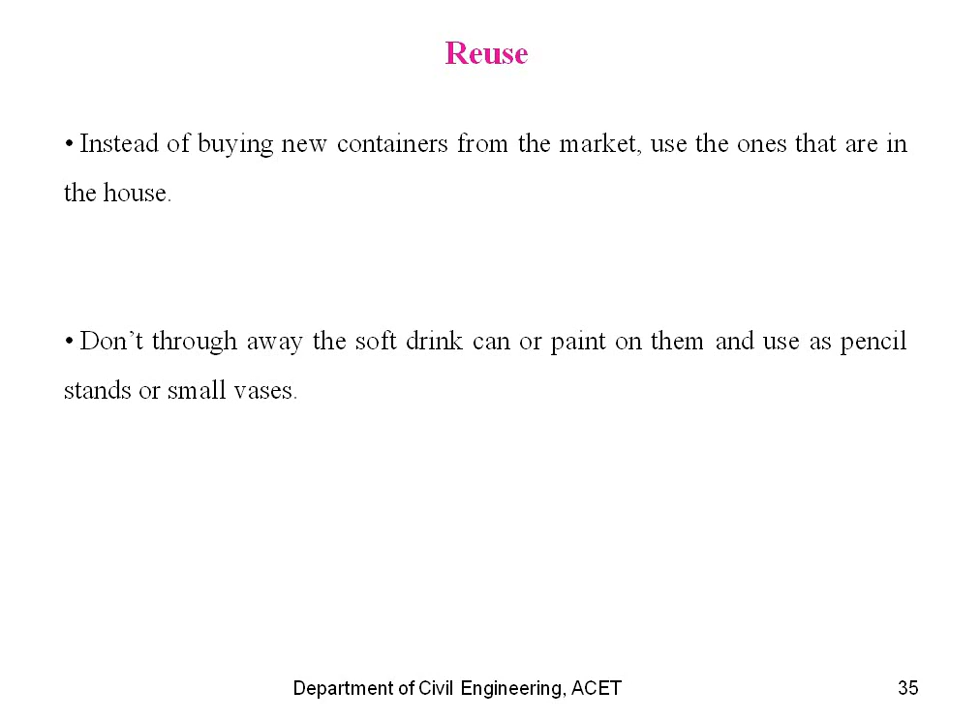 Reuse
• Instead of buying new containers from the market, use the ones that are in
the house.
• Don’t through away the soft drink can or paint on them and use as pencil
stands or small vases.
Department of Civil Engineering, ACET 35